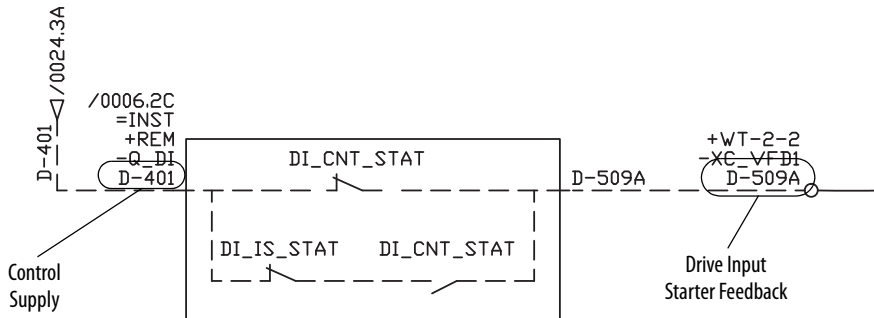 D-401 /0024.3A
/0006.2C
=INST
+REM
-Q_DI
D-401
DI_CNT_STAT
D-509A
+WT-2-2
-XC_VFD1
D-509A
DI_IS_STAT
DI_CNT_STAT
Control
Supply
Drive Input
Starter Feedback